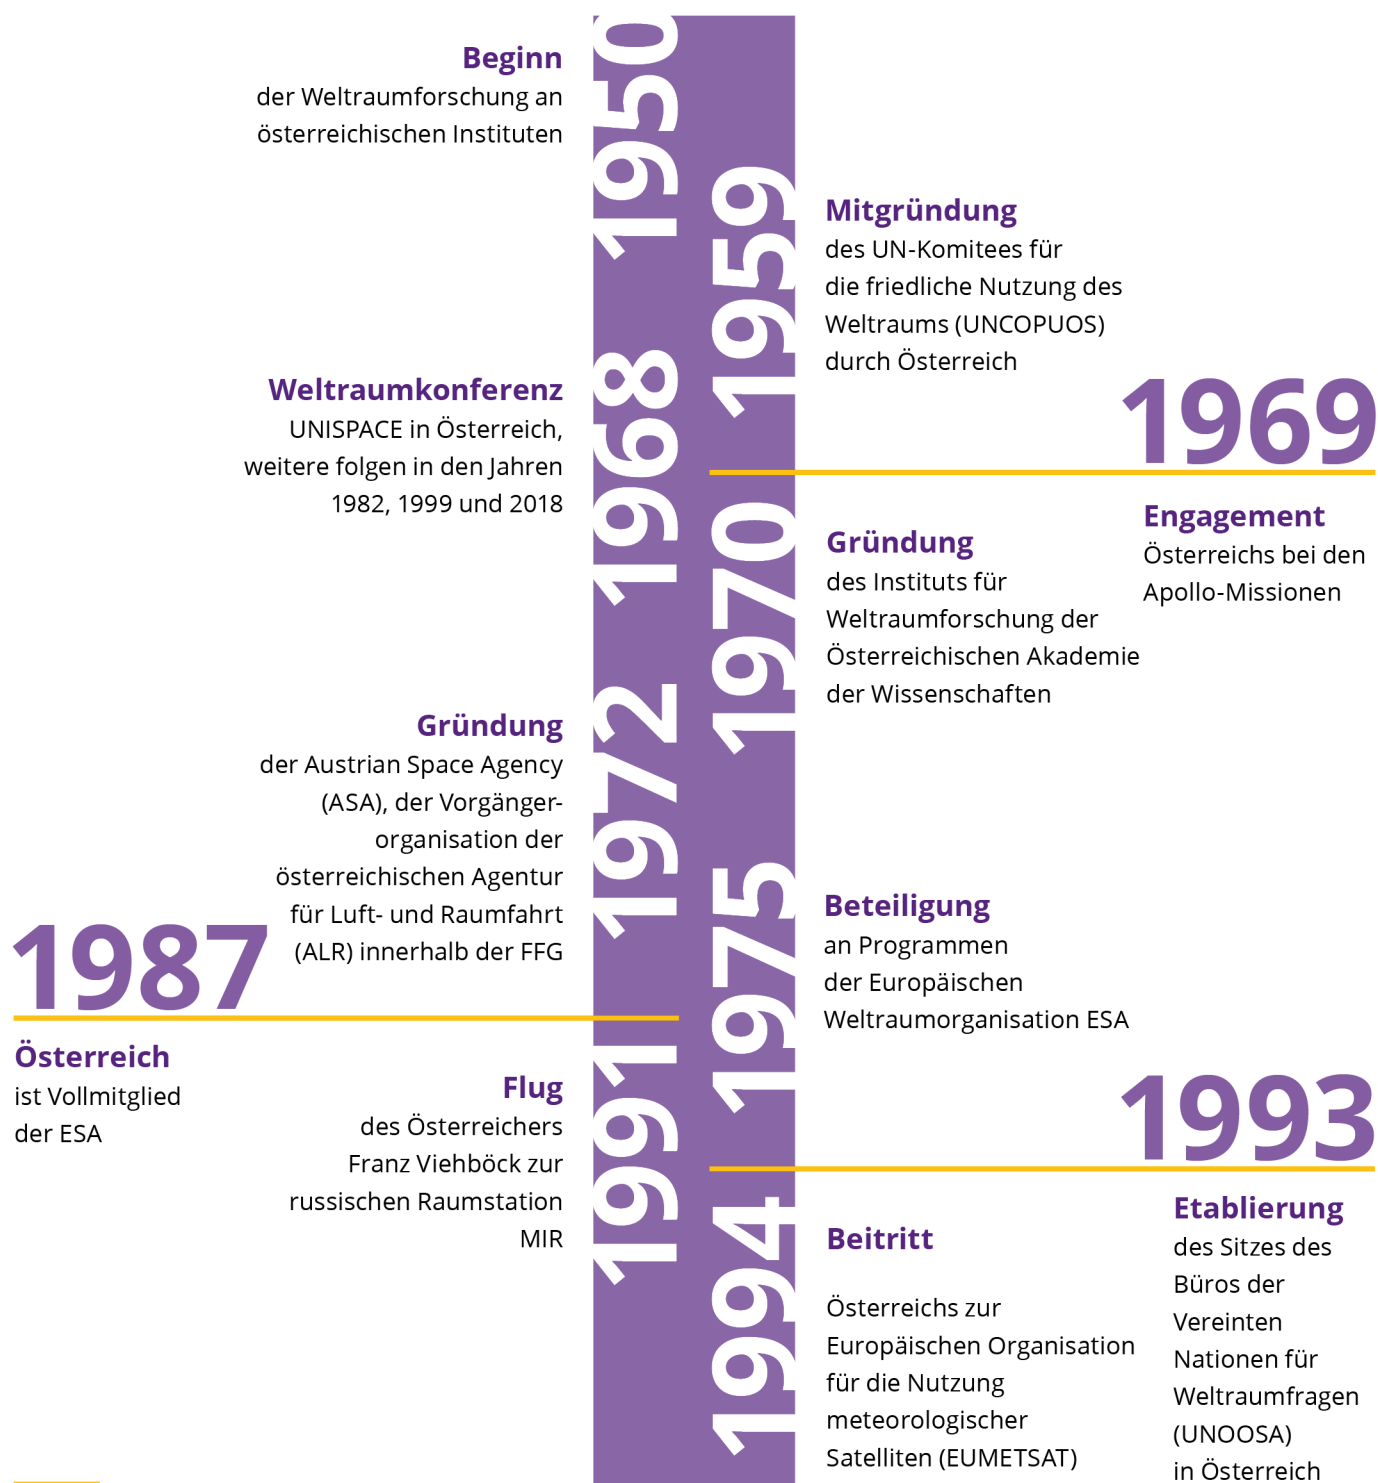 1950
Beginn
der Weltraumforschung an
österreichischen Instituten
1959
Mitgründung
des UN-Komitees für
die friedliche Nutzung des
Weltraums (UNCOPUOS)
durch Österreich
1968
Weltraumkonferenz
UNISPACE in Österreich,
weitere folgen in den Jahren
1982, 1999 und 2018
1969
Engagement
Österreichs bei den
Apollo-Missionen
1970
Gründung
des Instituts für
Weltraumforschung der
Österreichischen Akademie
der Wissenschaften
1972
Gründung
der Austrian Space Agency
(ASA), der Vorgänger-
organisation der
österreichischen Agentur
für Luft- und Raumfahrt
(ALR) innerhalb der FFG
1975
Beteiligung
an Programmen
der Europäischen
Weltraumorganisation ESA
1987
Österreich
ist Vollmitglied
der ESA
1991
Flug
des Österreichers
Franz Viehböck zur
russischen Raumstation
MIR
1993
Etablierung
des Sitzes des
Büros der
Vereinten
Nationen für
Weltraumfragen
(UNOOSA)
in Österreich
1994
Beitritt
Österreichs zur
Europäischen Organisation
für die Nutzung
meteorologischer
Satelliten (EUMETSAT)